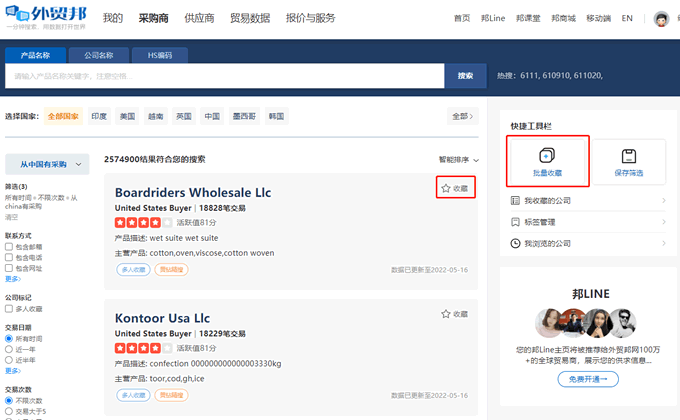 外贸邦
一分钟搜索，用数据打开世界
我的 采购商 供应商 贸易数据 报价与服务
首页 邦Line 邦课堂 邦商城 移动端 EN
产品名称 公司名称 HS编码
请输入产品名称关键字，注意空格...
搜索
热搜：6111, 610910, 611020,
选择国家： 全部国家 印度 美国 越南 英国 中国 墨西哥 韩国 全部
从中国有采购
2574900结果符合您的搜索
智能排序
筛选(3)
所有时间 × 不限次数 × 从
china有采购
清空
联系方式
包含邮箱
包含电话
包含网址
更多
公司标记
多人收藏
交易日期
所有时间
近一年
近半年
更多
交易次数
不限次数
交易大于5
Boardriders Wholesale Llc
收藏
United States Buyer | 18828笔交易
活跃值81分
产品描述: wet suite wet suite
主营产品: cotton,oven,viscose,cotton woven
多人收藏
数据已更新至2022-05-16
Kontoor Usa Llc
收藏
United States Buyer | 18229笔交易
活跃值81分
产品描述: confection 000000000000003330kg
主营产品: toor,cod,gh,ice
多人收藏
数据已更新至2022-05-16
快捷工具栏
批量收藏
保存筛选
我收藏的公司
标签管理
我浏览的公司
邦LINE
您的邦Line主页将被推荐给外贸邦网100万
+的全球贸易商，展示您的供求信息...
免费开通→